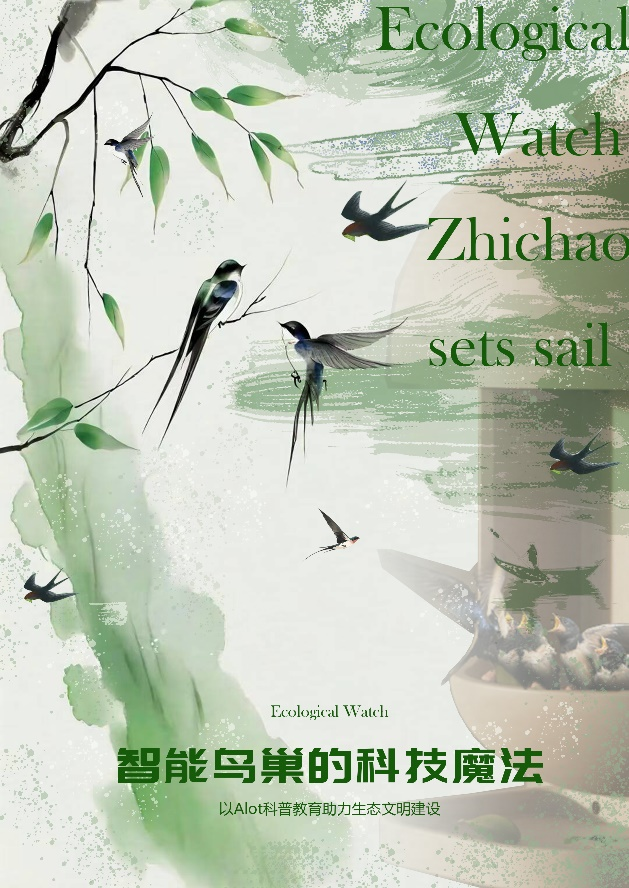 Ecological
Watch
Zhichao
sets sail
Ecological Watch
智能鸟巢的科技魔法
以AIot科普教育助力生态文明建设